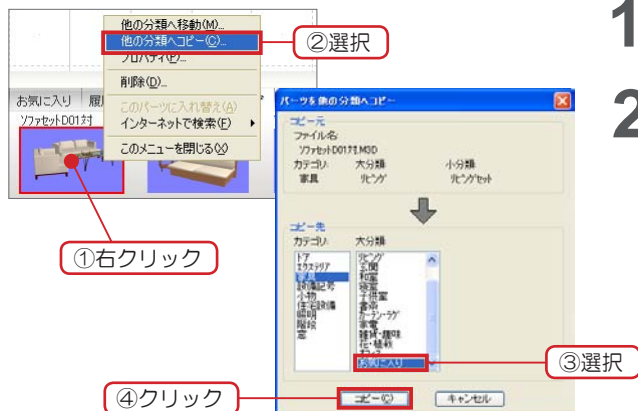 他の分類へ移動(M)...
他の分類へコピー(C)...
プロパティ(P)...
削除(D)...
このパーツに入れ替え(A)
インターネットで検索(F)
このメニューを閉じる(X)
②選択
1
2
お気に入り
ソファセットD01対
①右クリック
パーツを他の分類へコピー
コピー元
ファイル名:
ソファセットD01対.M3D
カテゴリ: 大分類 小分類
家具 リビング リビングセット
コピー先
カテゴリ: 大分類
ドア
エクステリア
家具
設備記号
小物
住宅設備
照明
階段
窓
リビング
玄関
和室
寝室
子供室
書斎
カーテン・ラグ
家電
雑貨・趣味
花・植栽
オフィス
お気に入り
③選択
④クリック
コピー(C)
キャンセル